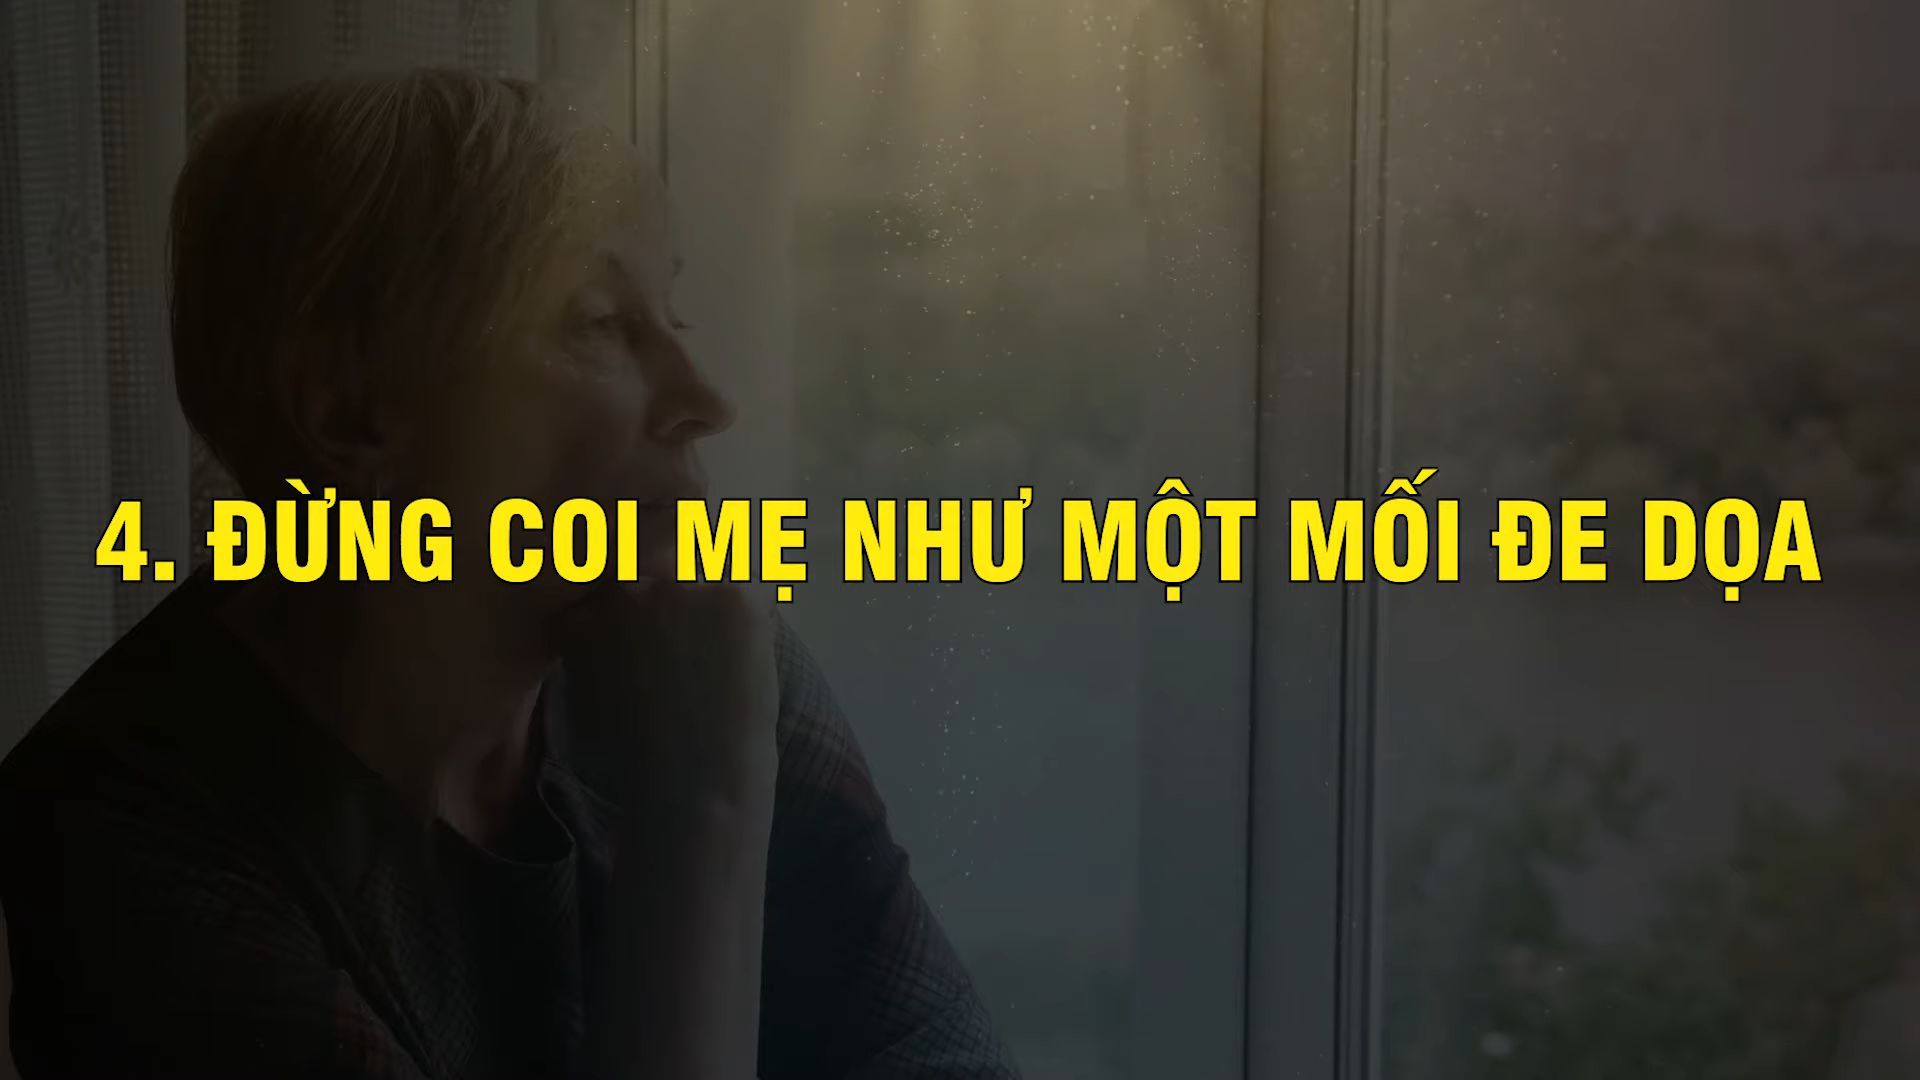 4. ĐỪNG COI MẸ NHƯ MỘT MỐI ĐE DỌA